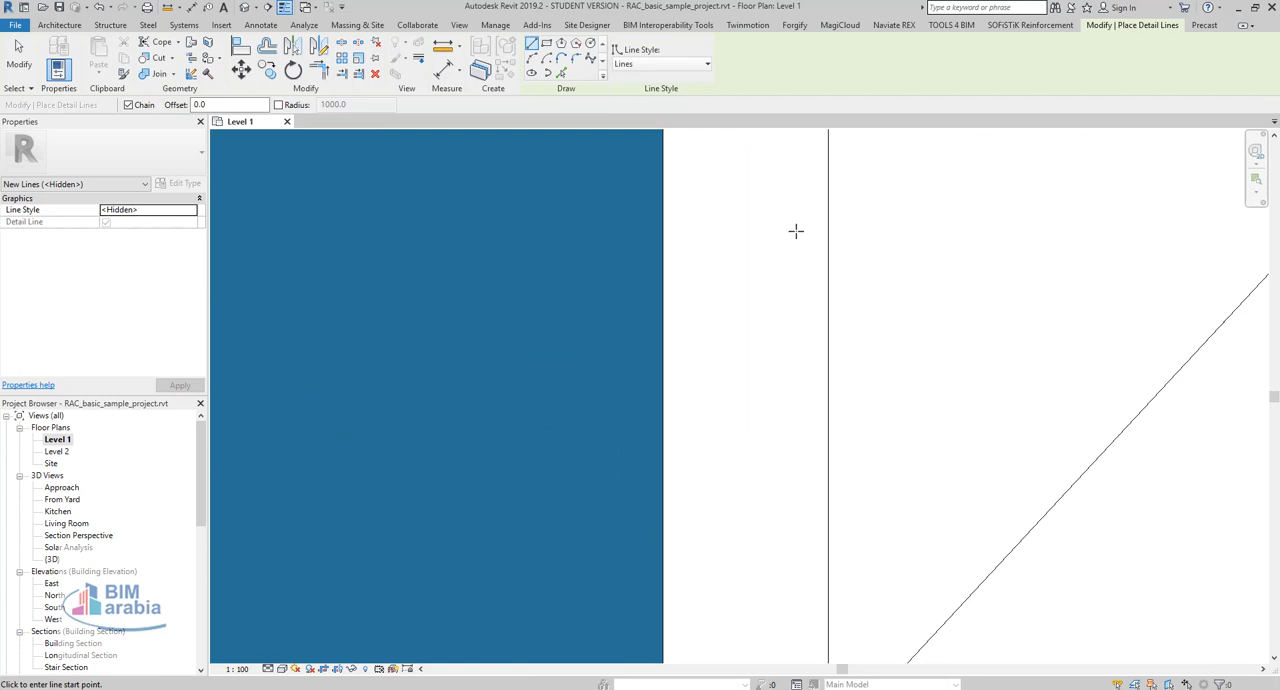 Autodesk Revit 2019.2 - STUDENT VERSION - RAC_basic_sample_project.rvt - Floor Plan: Level 1
Type a keyword or phrase
Sign In
File Architecture Structure Steel Systems Insert Annotate Analyze Massing & Site Collaborate View Manage Add-Ins Site Designer BIM Interoperability Tools Twinmotion Forgify MagiCloud Naviate REX TOOLS 4 BIM SOFiSTiK Reinforcement Modify | Place Detail Lines Precast
Modify
Paste
Cope
Cut
Join
Line Style:
Lines
Select Properties Clipboard Geometry Modify View Measure Create Draw Line Style
Modify | Place Detail Lines Chain Offset: 0.0 Radius: 1000.0
Properties
Level 1
New Lines (<Hidden>) Edit Type
Graphics
Line Style <Hidden>
Detail Line
Properties help Apply
Project Browser - RAC_basic_sample_project.rvt
Views (all)
Floor Plans
Level 1
Level 2
Site
3D Views
Approach
From Yard
Kitchen
Living Room
Section Perspective
Solar Analysis
{3D}
Elevations (Building Elevation)
East
North
South
West
BIM
arabia
Sections (Building Section)
Building Section
Longitudinal Section
Stair Section
1 : 100
Click to enter line start point.
:0
Main Model
:0